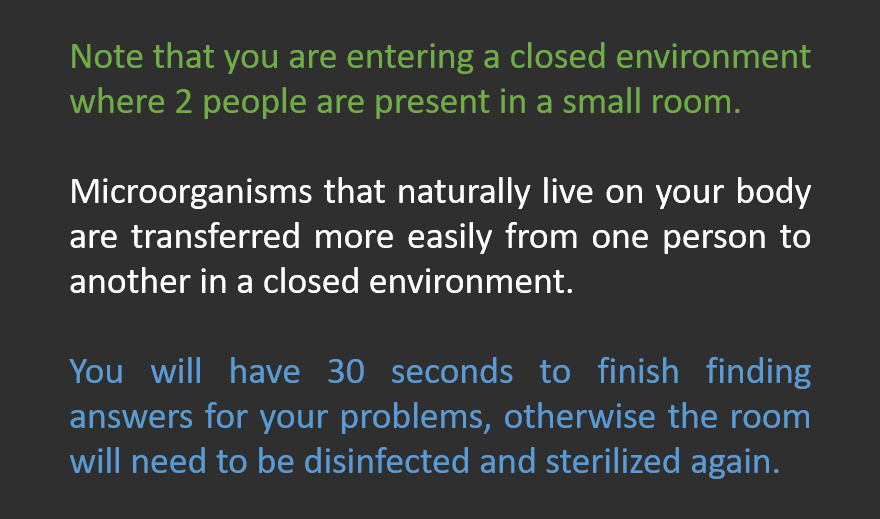 Note that you are entering a closed environment
where 2 people are present in a small room.
Microorganisms that naturally live on your body
are transferred more easily from one person to
another in a closed environment.
You will have 30 seconds to finish finding
answers for your problems, otherwise the room
will need to be disinfected and sterilized again.